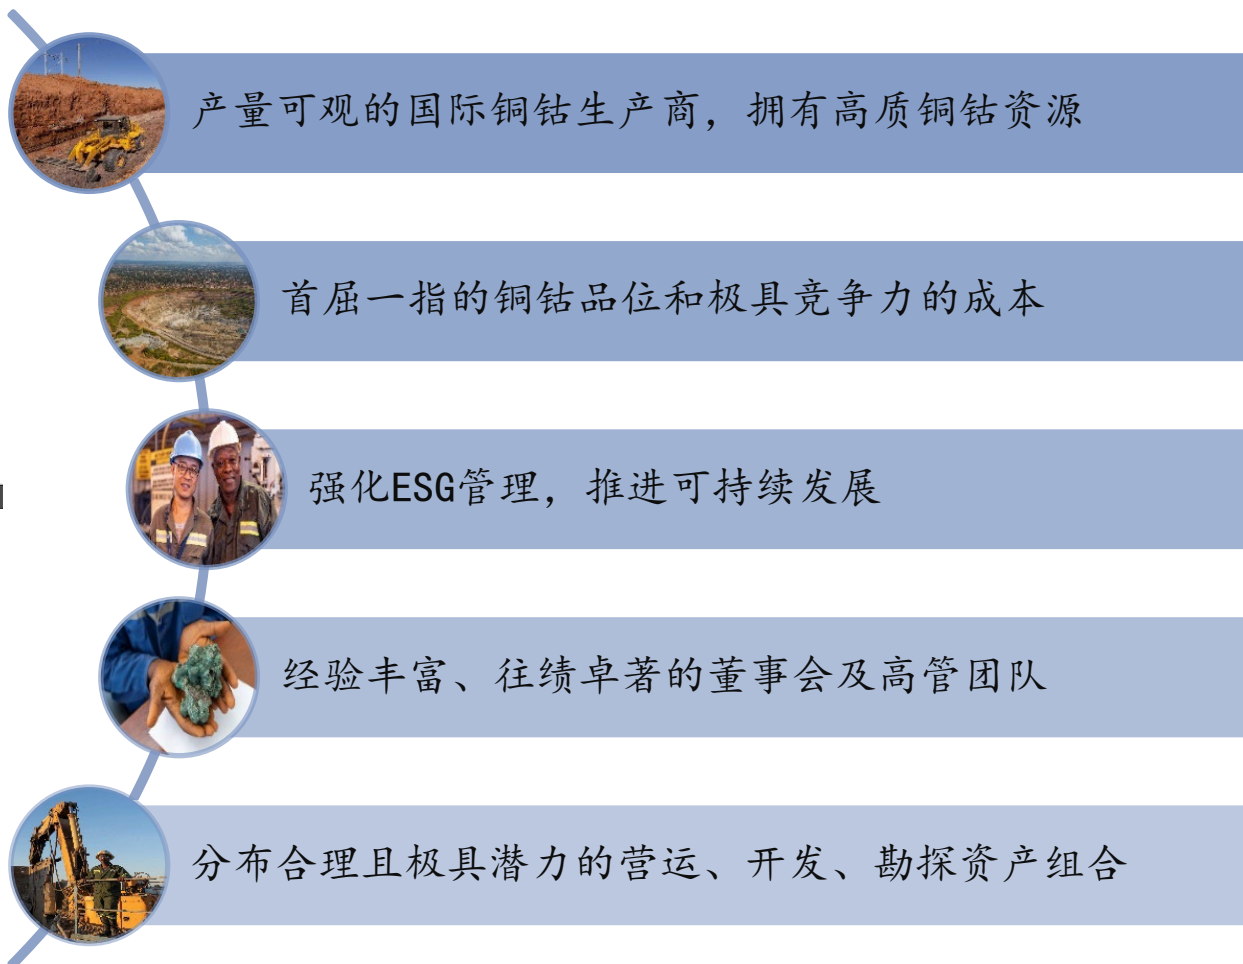 产量可观的国际铜钴生产商，拥有高质铜钴资源
首屈一指的铜钴品位和极具竞争力的成本
强化ESG管理，推进可持续发展
经验丰富、往绩卓著的董事会及高管团队
分布合理且极具潜力的营运、开发、勘探资产组合